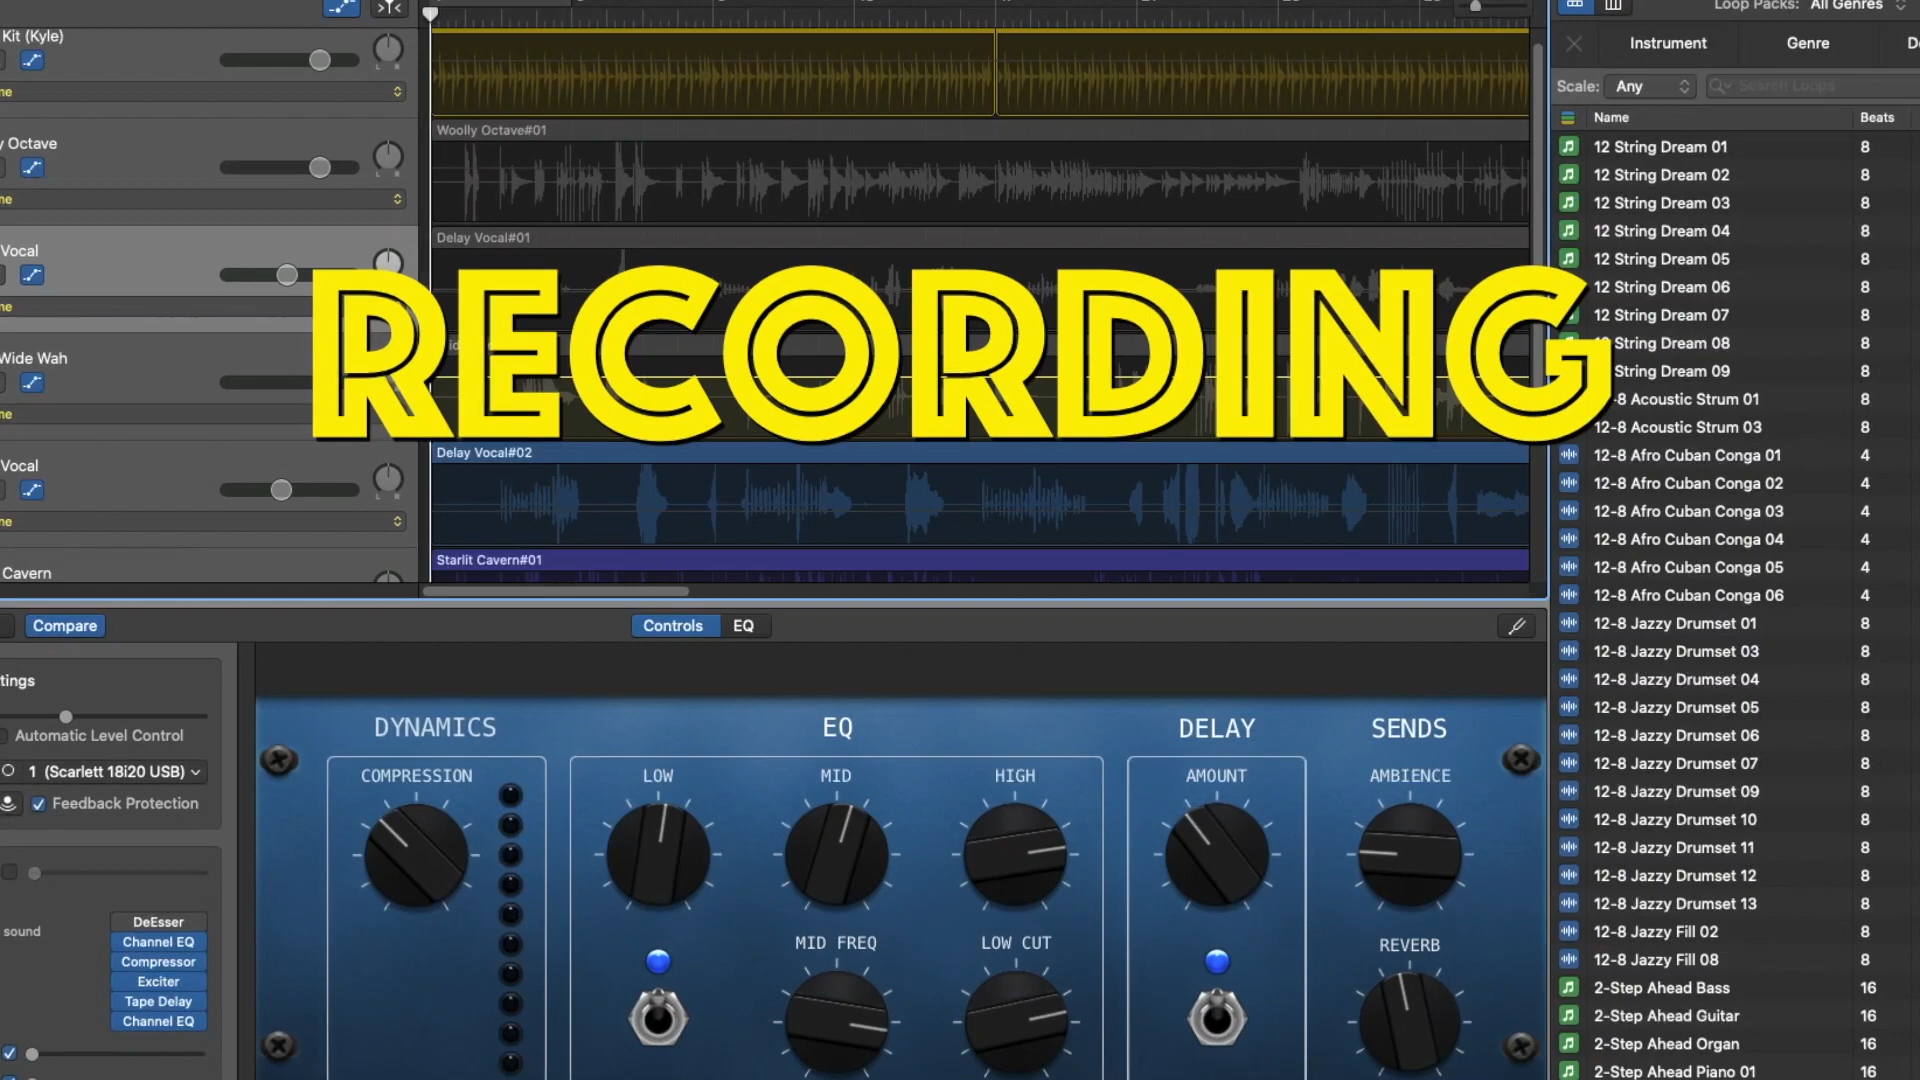 Loop Packs: All Genres
Kit (Kyle)
Instrument Genre
Scale: Any Search Loops
Name Beats
Woolly Octave#01
Octave
Delay Vocal#01
Vocal
RECORDING
Wide Wah
Delay Vocal#02
Vocal
Starlit Cavern#01
Cavern
12 String Dream 01 8
12 String Dream 02 8
12 String Dream 03 8
12 String Dream 04 8
12 String Dream 05 8
12 String Dream 06 8
12 String Dream 07 8
String Dream 08 8
String Dream 09 8
-8 Acoustic Strum 01 8
12-8 Acoustic Strum 03 8
12-8 Afro Cuban Conga 01 4
12-8 Afro Cuban Conga 02 4
12-8 Afro Cuban Conga 03 4
12-8 Afro Cuban Conga 04 4
12-8 Afro Cuban Conga 05 4
12-8 Afro Cuban Conga 06 4
12-8 Jazzy Drumset 01 8
12-8 Jazzy Drumset 03 8
12-8 Jazzy Drumset 04 8
12-8 Jazzy Drumset 05 8
12-8 Jazzy Drumset 06 8
12-8 Jazzy Drumset 07 8
12-8 Jazzy Drumset 09 8
12-8 Jazzy Drumset 10 8
12-8 Jazzy Drumset 11 8
12-8 Jazzy Drumset 12 8
12-8 Jazzy Drumset 13 8
12-8 Jazzy Fill 02 8
12-8 Jazzy Fill 08 8
2-Step Ahead Bass 16
2-Step Ahead Guitar 16
2-Step Ahead Organ 16
2-Step Ahead Piano 01 16
Compare
Controls EQ
tings
Automatic Level Control
1 (Scarlett 18i20 USB)
Feedback Protection
sound
DeEsser
Channel EQ
Compressor
Exciter
Tape Delay
Channel EQ
DYNAMICS EQ DELAY SENDS
COMPRESSION LOW MID HIGH AMOUNT AMBIENCE
MID FREQ LOW CUT REVERB